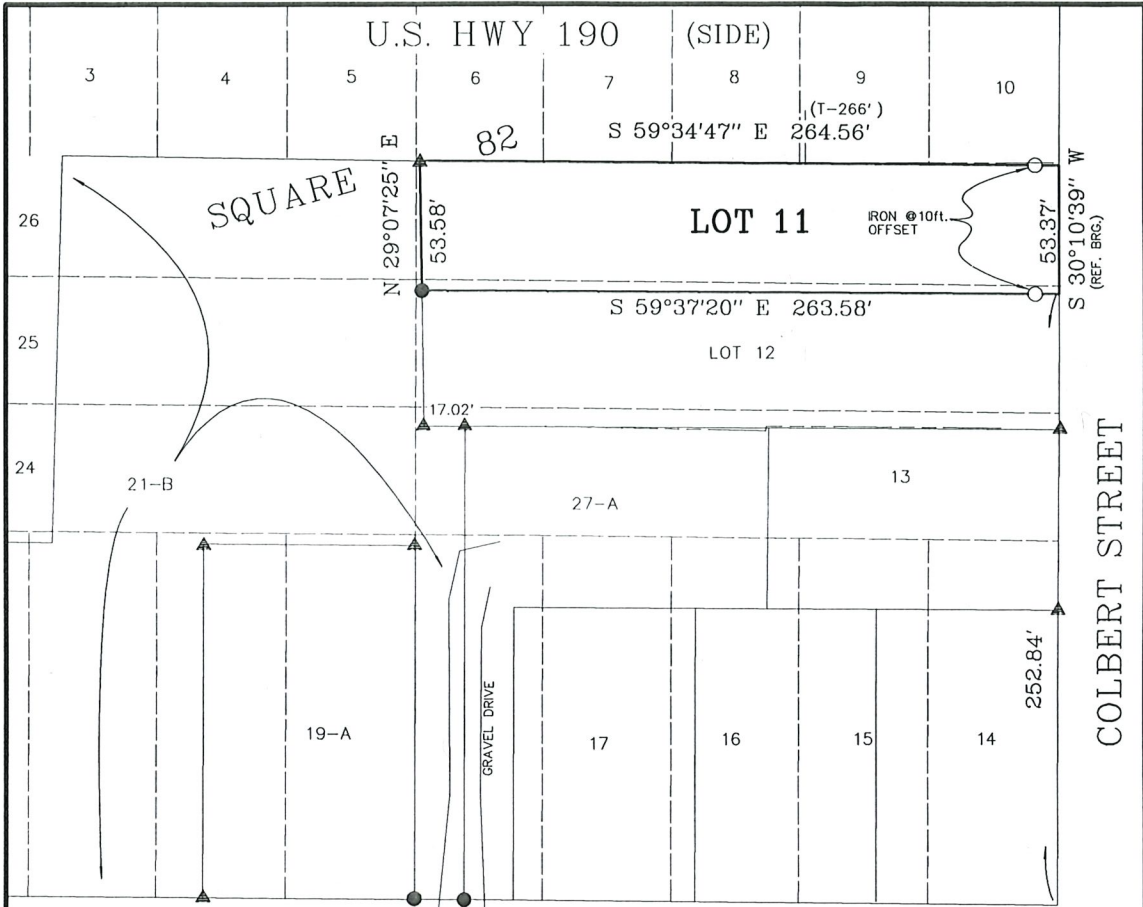 U.S. HWY 190 (SIDE)
3 4 5 6 7 8 9 10
(T-266')
S 59°34'47" E 264.56'
82
SQUARE
N 29°07'25" E
53.58'
LOT 11
IRON @10ft.
OFFSET
53.37'
S 30°10'39" W
(REF. BRG.)
26
S 59°37'20" E 263.58'
25
LOT 12
17.02'
24
21-B
27-A
13
COLBERT STREET
252.84'
19-A
GRAVEL DRIVE
17
16
15
14